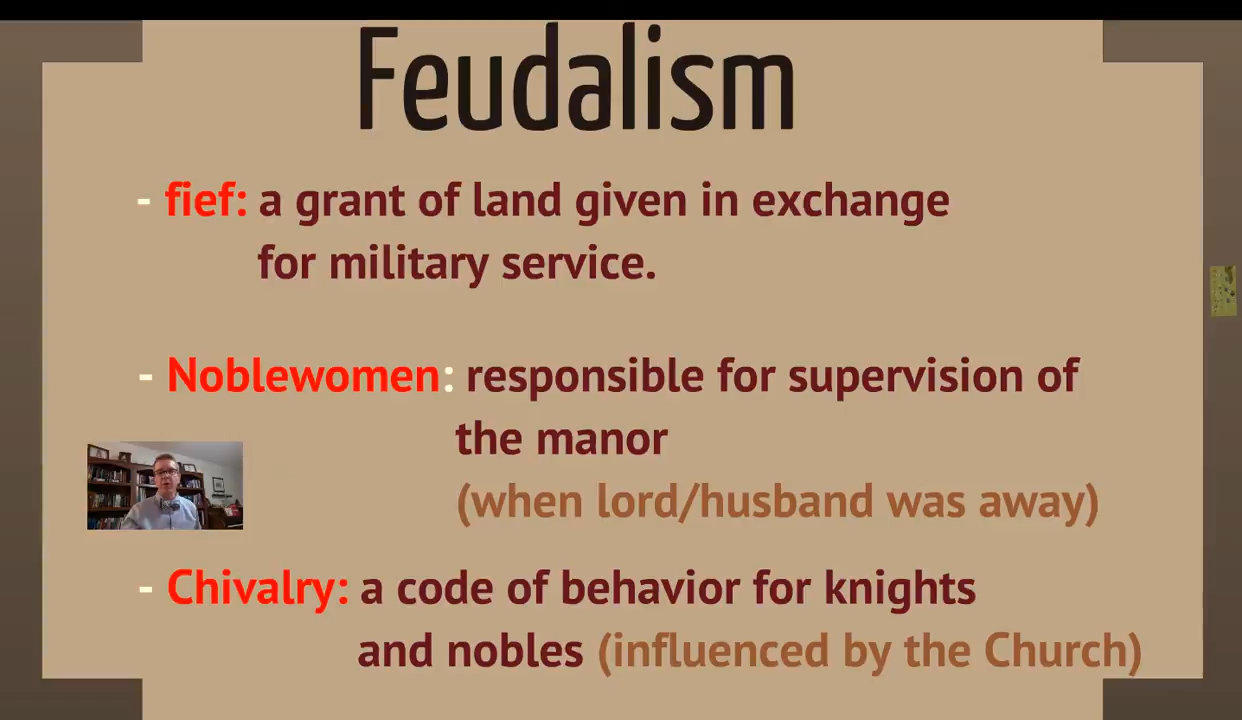 Feudalism
- fief: a grant of land given in exchange
for military service.
- Noblewomen: responsible for supervision of
the manor
(when lord/husband was away)
- Chivalry: a code of behavior for knights
and nobles (influenced by the Church)